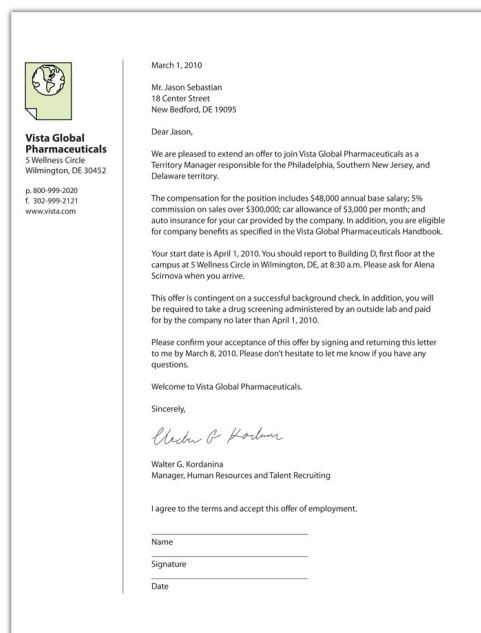 Vista Global
Pharmaceuticals
5 Wellness Circle
Wilmington, DE 30452
p. 800-999-2020
f. 302-999-2121
www.vista.com
March 1, 2010
Mr. Jason Sebastian
18 Center Street
New Bedford, DE 19095
Dear Jason,
We are pleased to extend an offer to join Vista Global Pharmaceuticals as a
Territory Manager responsible for the Philadelphia, Southern New Jersey, and
Delaware territory.
The compensation for the position includes $48,000 annual base salary; 5%
commission on sales over $300,000; car allowance of $3,000 per month; and
auto insurance for your car provided by the company. In addition, you are eligible
for company benefits as specified in the Vista Global Pharmaceuticals Handbook.
Your start date is April 1, 2010. You should report to Building D, first floor at the
campus at 5 Wellness Circle in Wilmington, DE, at 8:30 a.m. Please ask for Alena
Scirnova when you arrive.
This offer is contingent on a successful background check. In addition, you will
be required to take a drug screening administered by an outside lab and paid
for by the company no later than April 1, 2010.
Please confirm your acceptance of this offer by signing and returning this letter
to me by March 8, 2010. Please don't hesitate to let me know if you have any
questions.
Welcome to Vista Global Pharmaceuticals.
Sincerely,
Walter G. Kordanina
Manager, Human Resources and Talent Recruiting
I agree to the terms and accept this offer of employment.
Name
Signature
Date